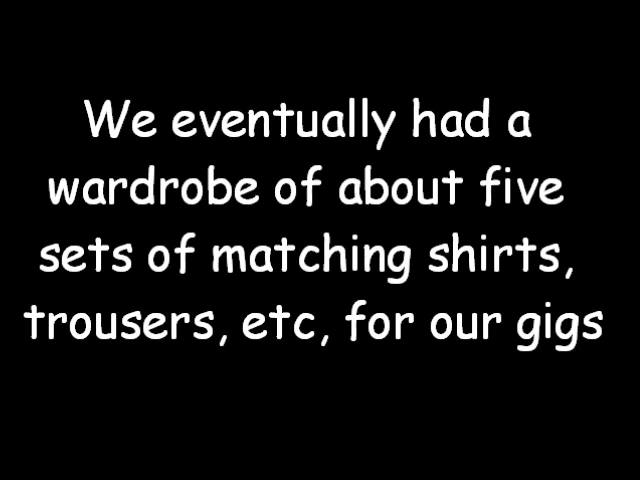 We eventually had a
wardrobe of about five
sets of matching shirts,
trousers, etc, for our gigs